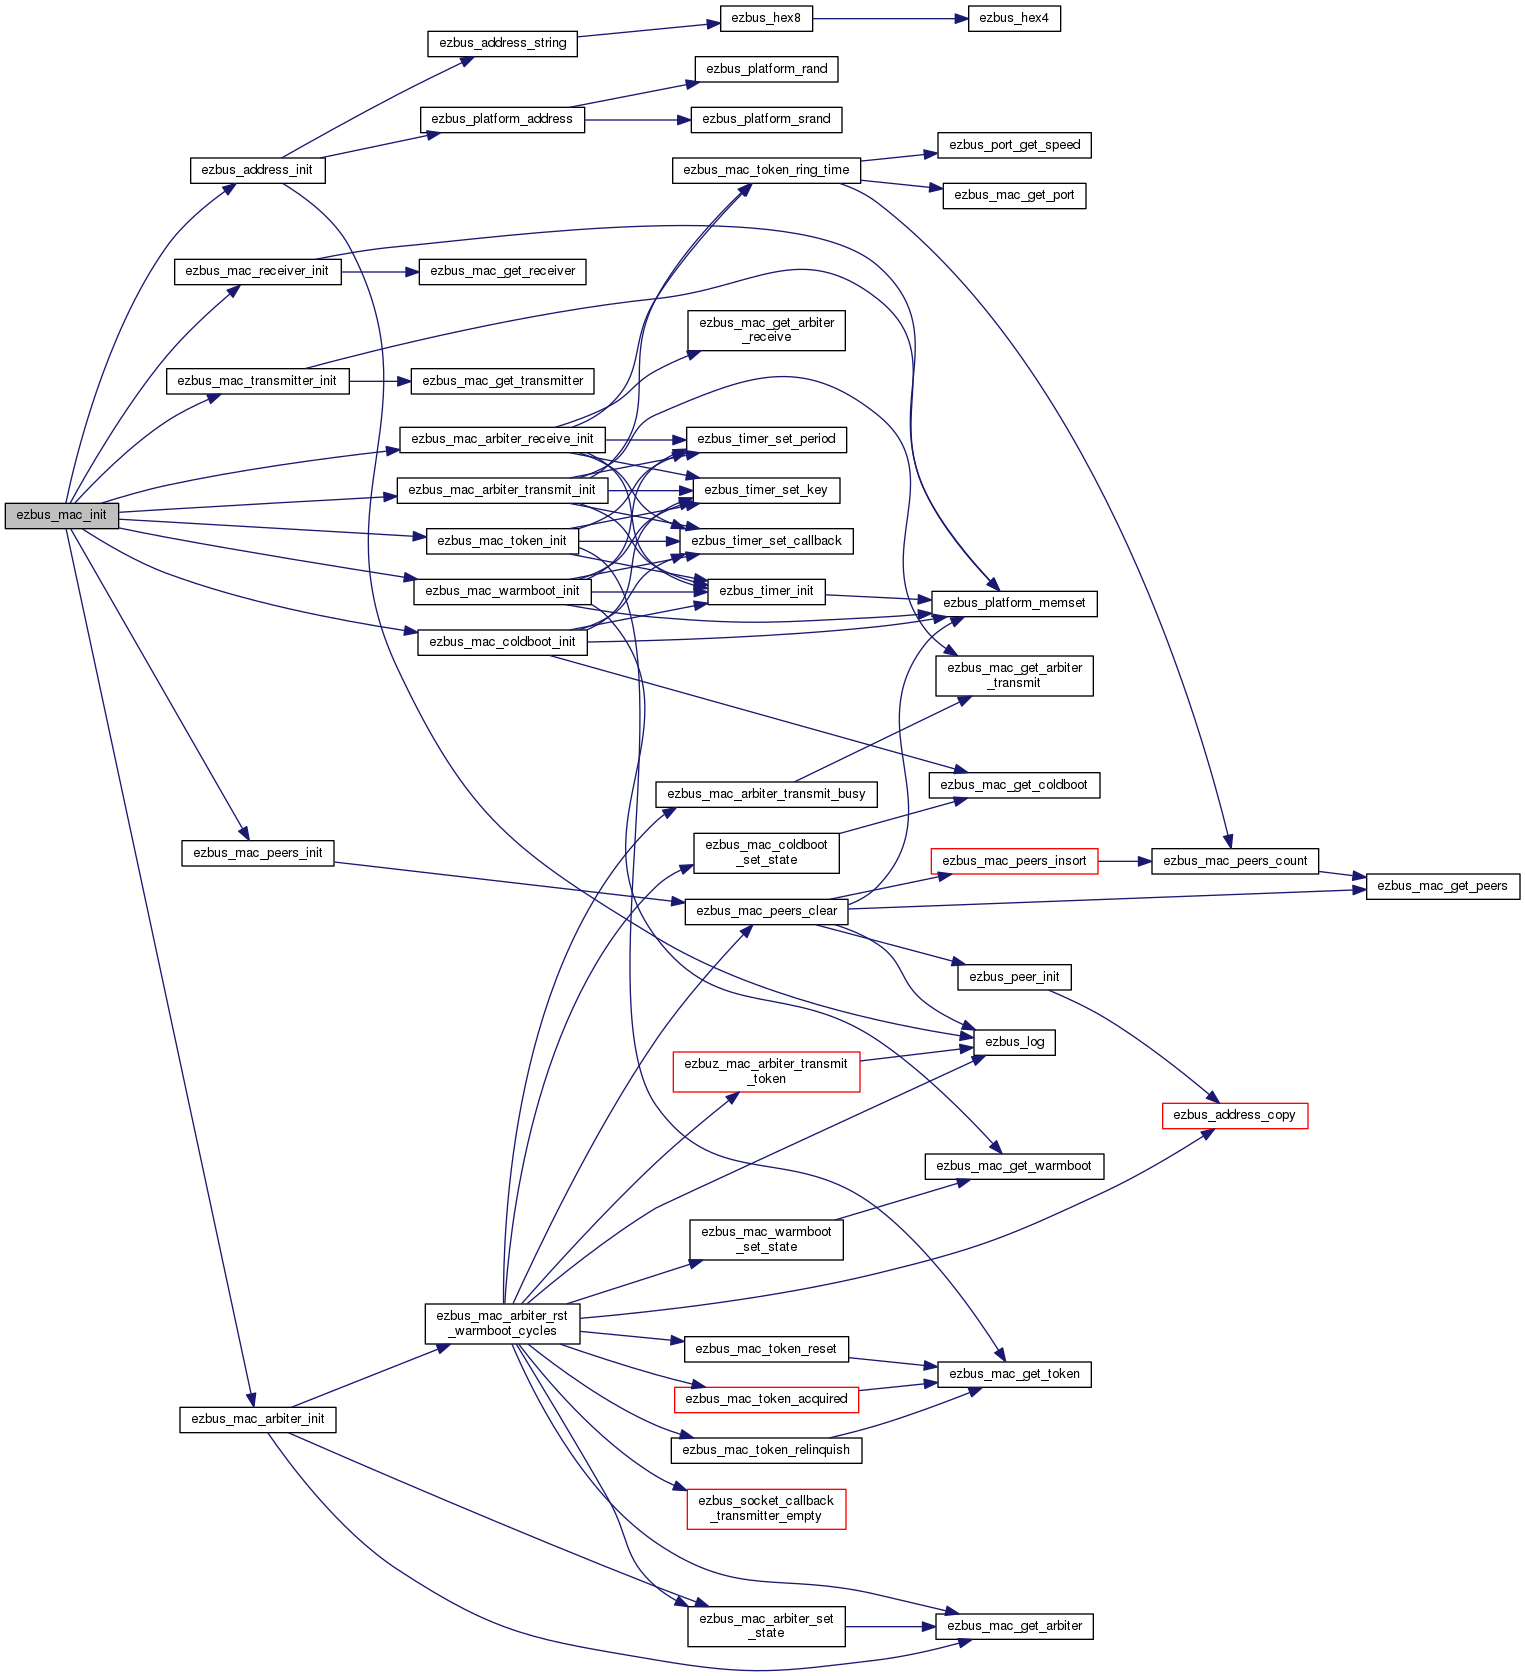 ezbus_hex8
ezbus_hex4
ezbus_address_string
ezbus_platform_rand
ezbus_platform_address
ezbus_platform_srand
ezbus_port_get_speed
ezbus_address_init
ezbus_mac_token_ring_time
ezbus_mac_get_port
ezbus_mac_receiver_init
ezbus_mac_get_receiver
ezbus_mac_get_arbiter
_receive
ezbus_mac_transmitter_init
ezbus_mac_get_transmitter
ezbus_mac_arbiter_receive_init
ezbus_timer_set_period
ezbus_mac_arbiter_transmit_init
ezbus_timer_set_key
ezbus_mac_init
ezbus_mac_token_init
ezbus_timer_set_callback
ezbus_mac_warmboot_init
ezbus_timer_init
ezbus_platform_memset
ezbus_mac_coldboot_init
ezbus_mac_get_arbiter
_transmit
ezbus_mac_get_coldboot
ezbus_mac_arbiter_transmit_busy
ezbus_mac_coldboot
_set_state
ezbus_mac_peers_init
ezbus_mac_peers_insort
ezbus_mac_peers_count
ezbus_mac_get_peers
ezbus_mac_peers_clear
ezbus_peer_init
ezbus_log
ezbuz_mac_arbiter_transmit
_token
ezbus_address_copy
ezbus_mac_get_warmboot
ezbus_mac_warmboot
_set_state
ezbus_mac_arbiter_rst
_warmboot_cycles
ezbus_mac_token_reset
ezbus_mac_get_token
ezbus_mac_token_acquired
ezbus_mac_arbiter_init
ezbus_mac_token_relinquish
ezbus_socket_callback
_transmitter_empty
ezbus_mac_arbiter_set
_state
ezbus_mac_get_arbiter